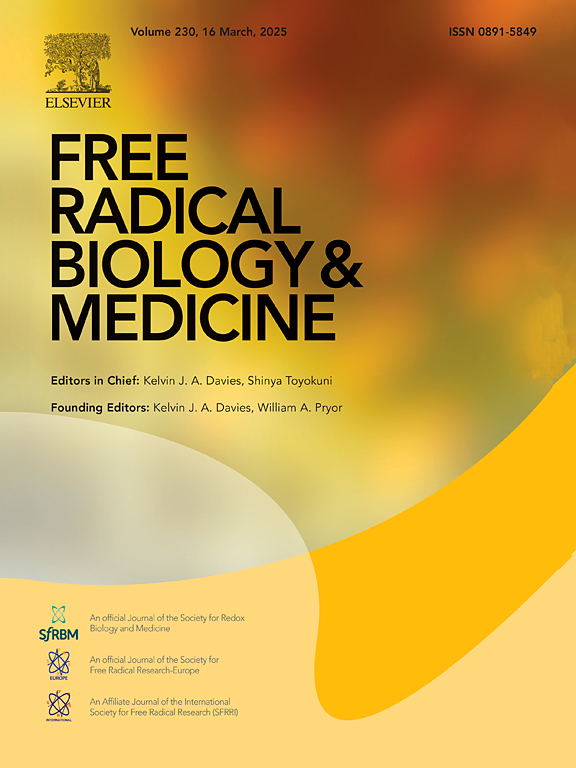 Volume 230, 16 March, 2025
ISSN 0891-5849
ELSEVIER
FREE
RADICAL
BIOLOGY &
MEDICINE
Editors in Chief: Kelvin J. A. Davies, Shinya Toyokuni
Founding Editors: Kelvin J. A. Davies, William A. Pryor
SfRBM
An official Journal of the Society for Redox
Biology and Medicine
EUROPE
An official Journal of the Society for
Free Radical Research-Europe
INTERNATIONAL
An Affiliate Journal of the International
Society for Free Radical Research (SFRRI)